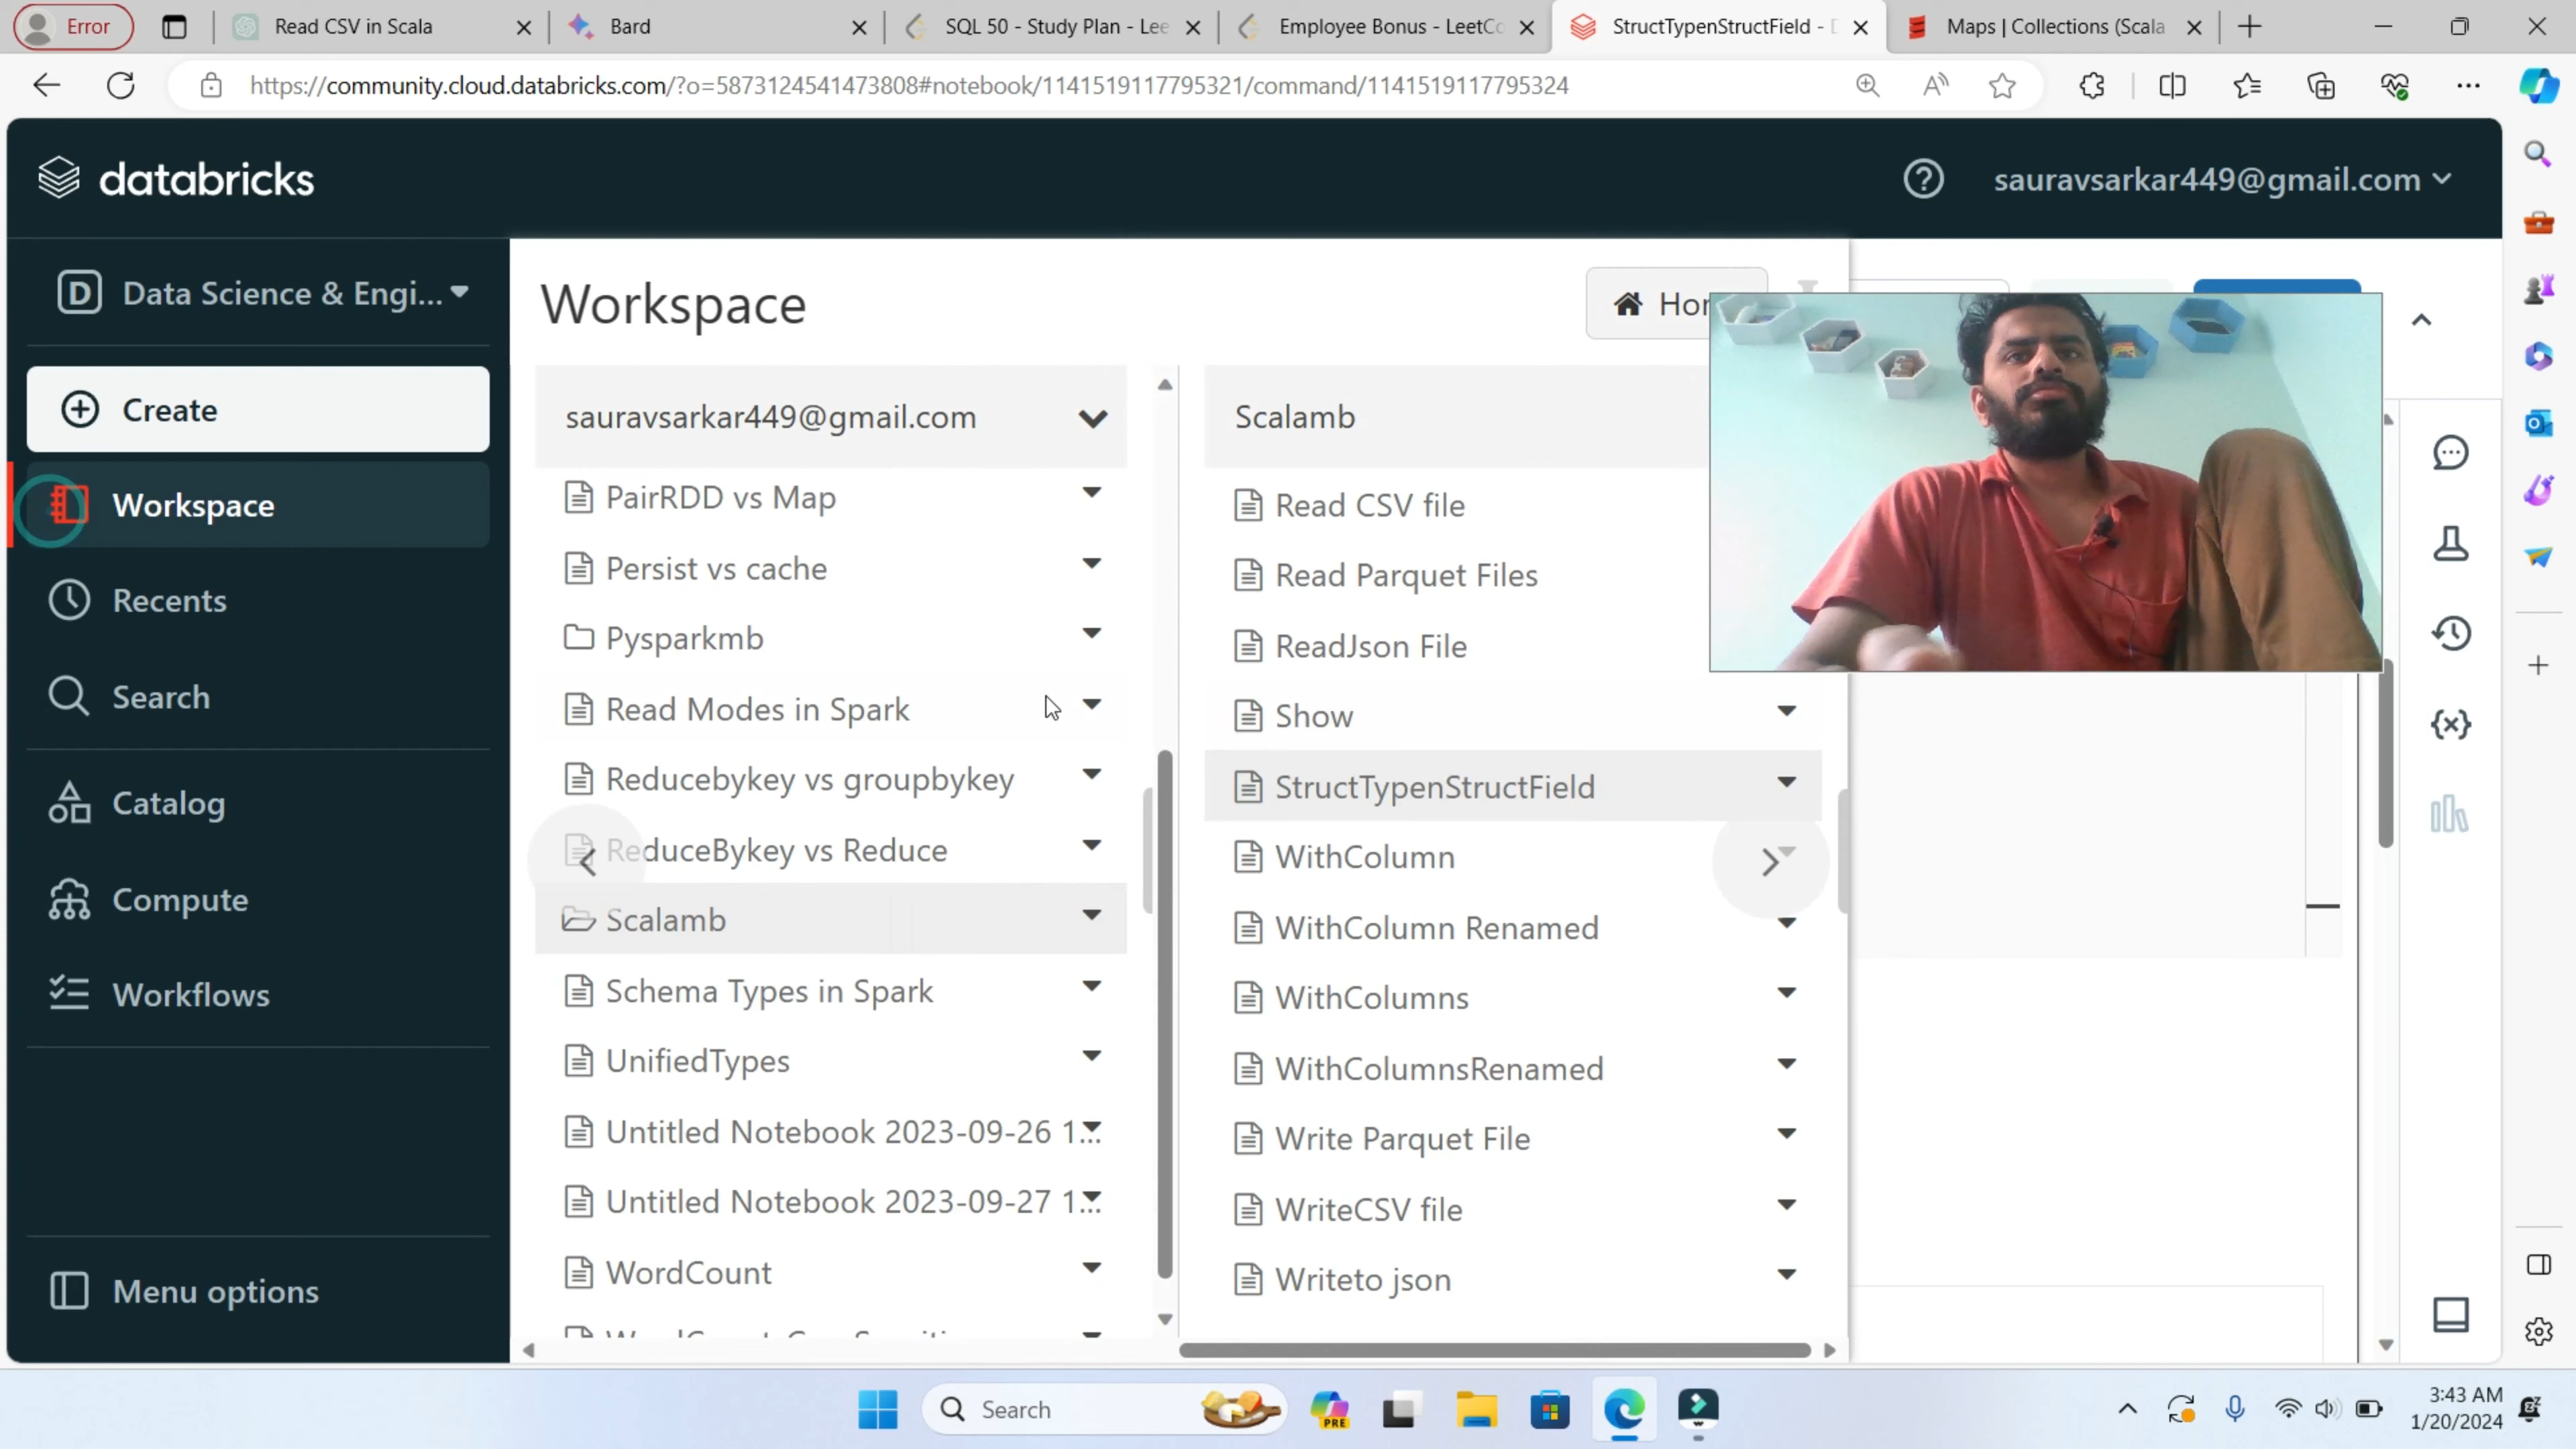 Error
Read CSV in Scala
Bard
SQL 50 - Study Plan - Lee
Employee Bonus - LeetCo
StructTypenStructField - D
Maps | Collections (Scala
https://community.cloud.databricks.com/?o=5873124541473808#notebook/1141519117795321/command/1141519117795324
databricks
sauravsarkar449@gmail.com
D Data Science & Engi...
Workspace
Hor
Create
sauravsarkar449@gmail.com
Scalamb
Workspace
PairRDD vs Map
Read CSV file
Persist vs cache
Read Parquet Files
Recents
Pysparkmb
ReadJson File
Search
Read Modes in Spark
Show
Reducebykey vs groupbykey
StructTypenStructField
Catalog
ReduceBykey vs Reduce
WithColumn
Compute
Scalamb
WithColumn Renamed
Workflows
Schema Types in Spark
WithColumns
UnifiedTypes
WithColumnsRenamed
Untitled Notebook 2023-09-26 1...
Write Parquet File
Untitled Notebook 2023-09-27 1...
WriteCSV file
WordCount
Writeto json
Menu options
Search
PRE
3:43 AM
1/20/2024